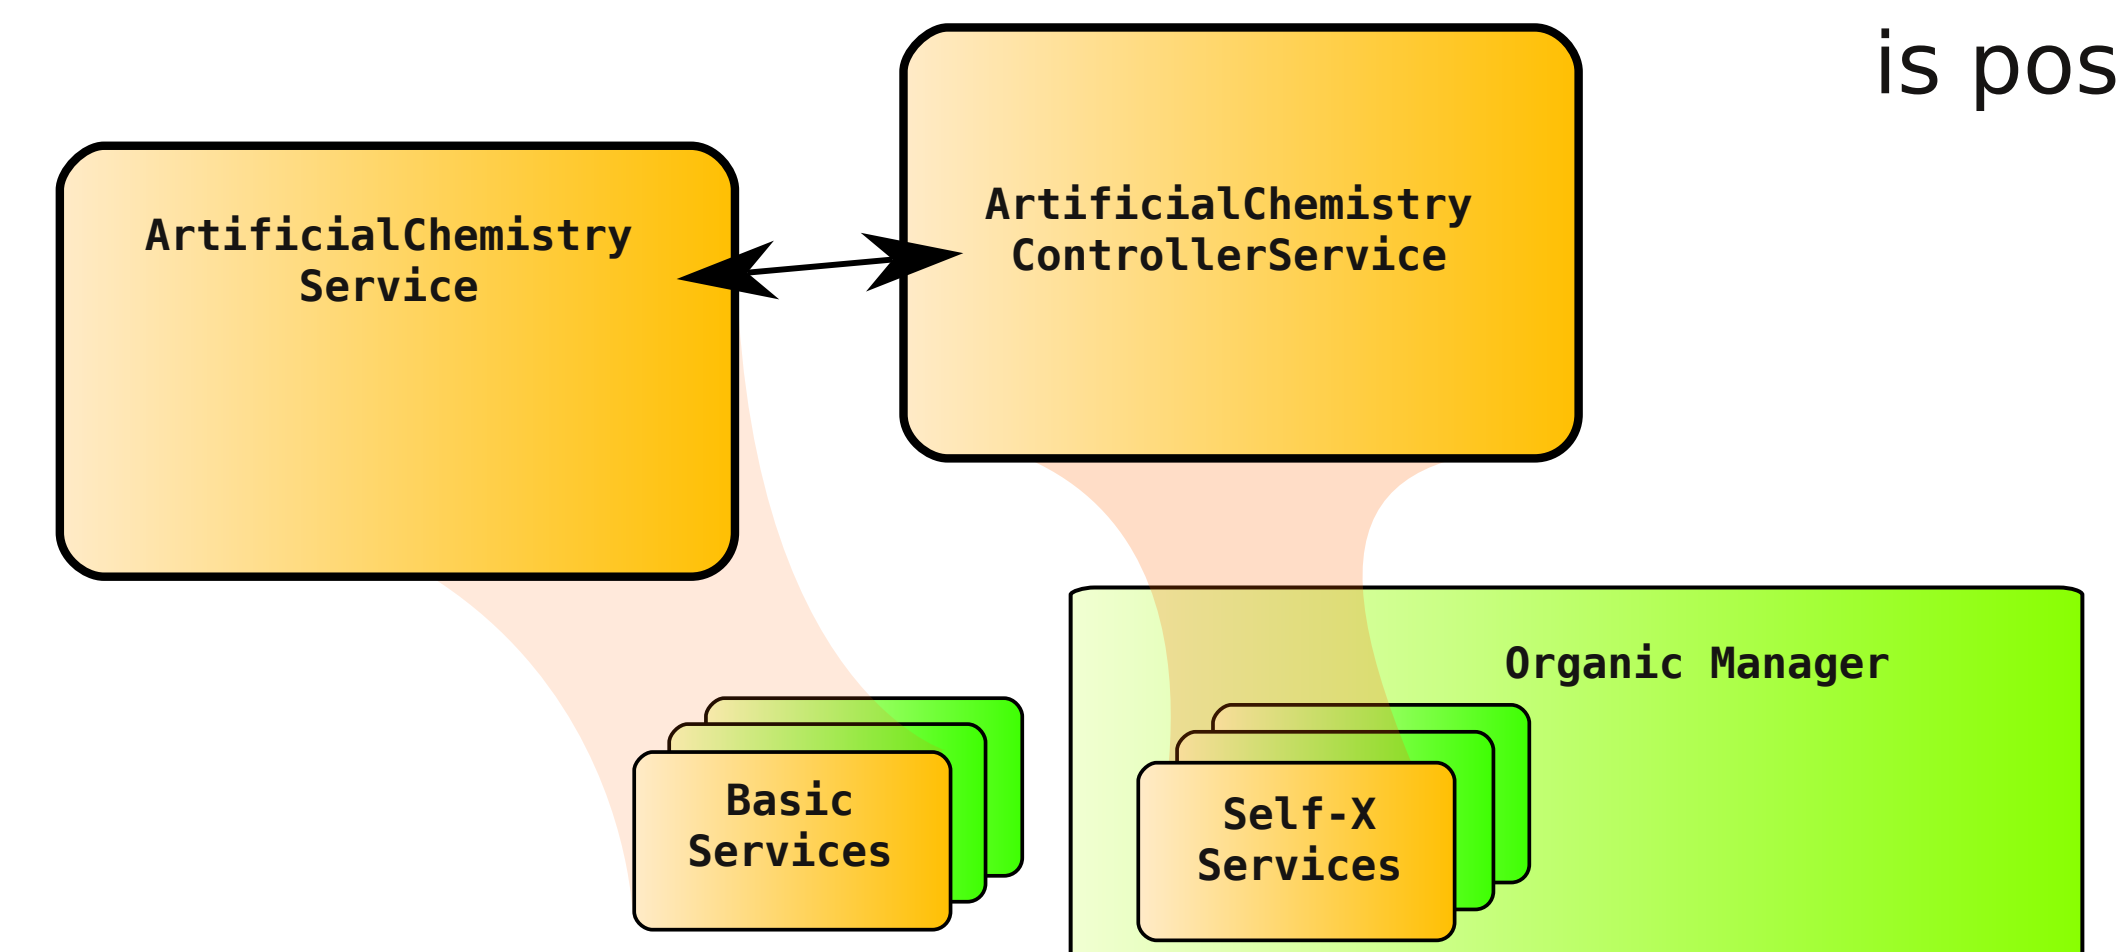 is pos
ArtificialChemistry
Service
ArtificialChemistry
ControllerService
Organic Manager
Basic
Services
Self-X
Services